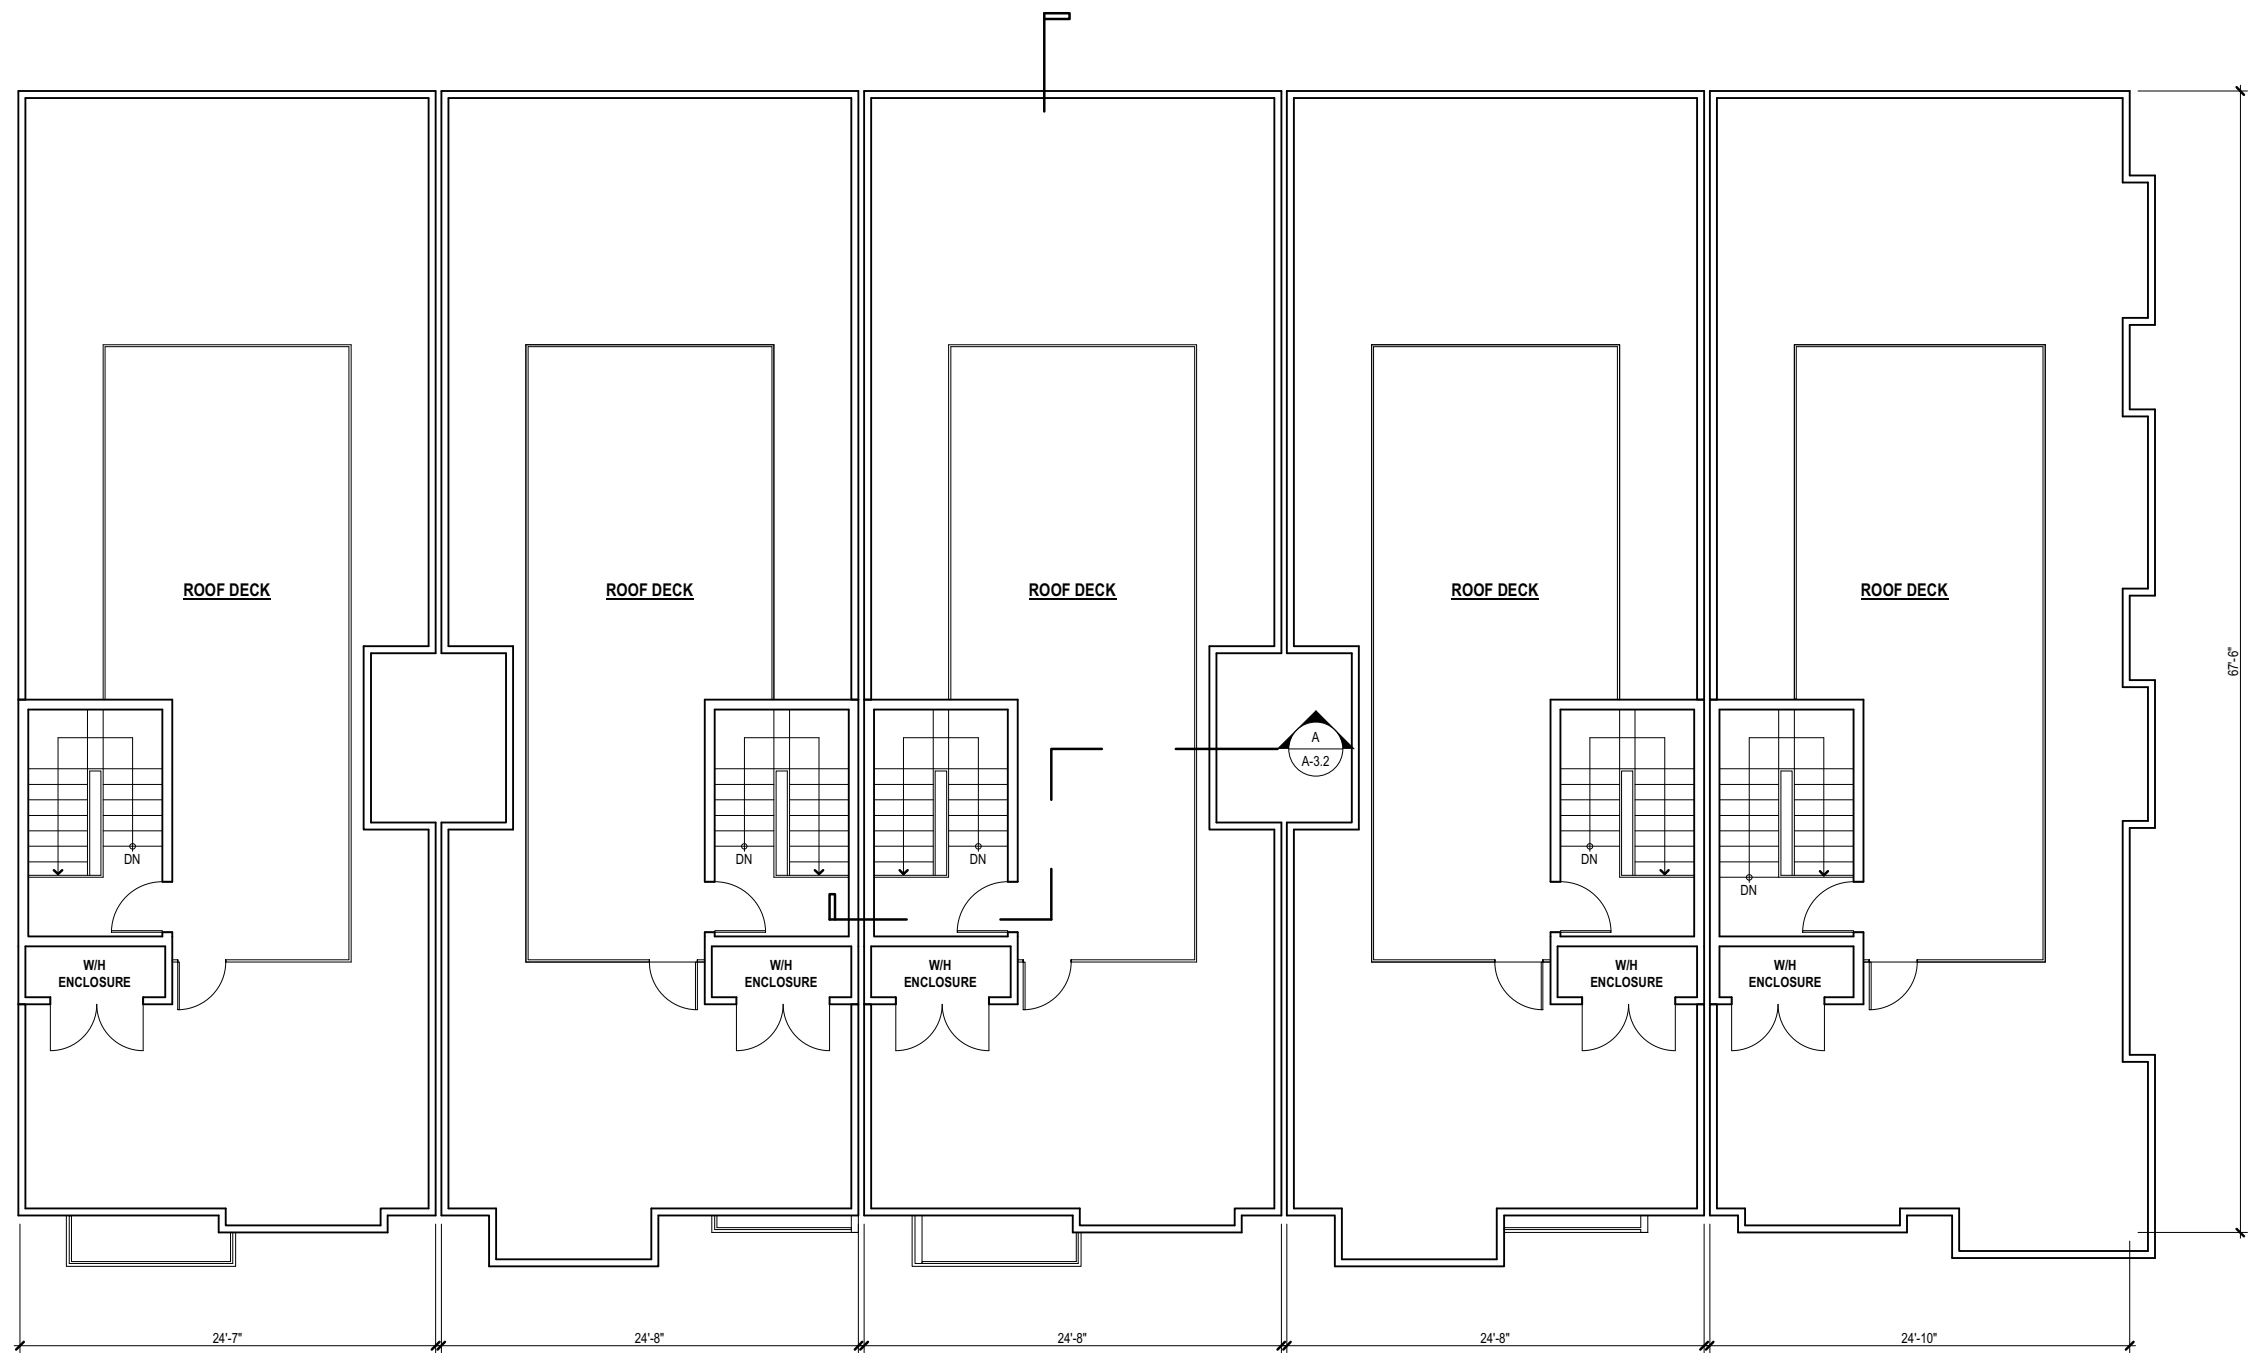 ROOF DECK
ROOF DECK
ROOF DECK
ROOF DECK
ROOF DECK
67'-6"
A
A-3.2
DN
DN
DN
DN
DN
W/H
ENCLOSURE
W/H
ENCLOSURE
W/H
ENCLOSURE
W/H
ENCLOSURE
W/H
ENCLOSURE
24'-7"
24'-8"
24'-8"
24'-8"
24'-10"